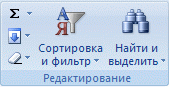 Σ
А
Я
Сортировка
и фильтр
Найти и
выделить
Редактирование